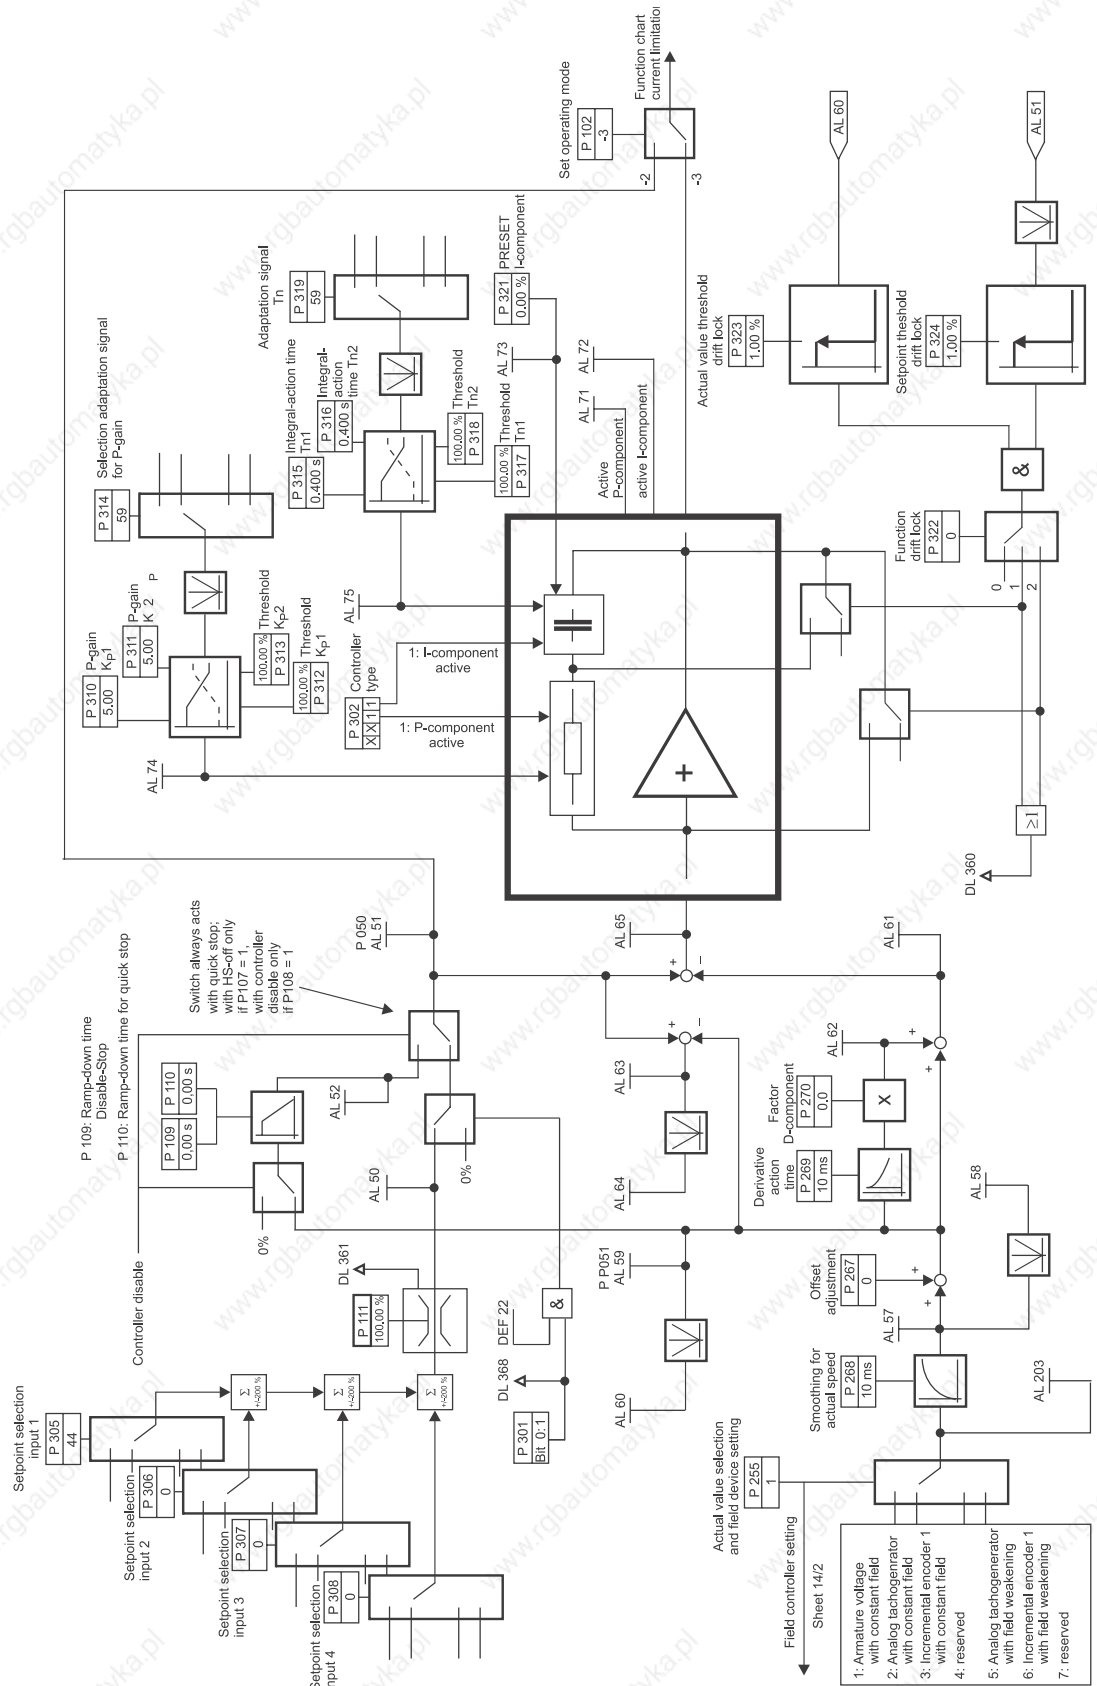 Setpoint selection
input 1
P 305
44
Setpoint selection
input 2
P 306
0
Setpoint selection
input 3
P 307
0
Setpoint selection
input 4
P 308
0
Σ
+/-200 %
Σ
+/-200 %
Σ
+/-200 %
Controller disable
P 109: Ramp-down time
Disable-Stop
P 110: Ramp-down time for quick stop
P 109
0,00 s
P 110
0,00 s
0%
AL 52
Switch always acts
with quick stop;
with HS-off only
if P107 = 1,
with controller
disable only
if P108 = 1
P 050
AL 51
DL 361
P 111
100.00 %
AL 50
0%
DL 368
DEF 22
&
P 301
Bit 0:1
P P051
AL 59
AL 60
AL 63
AL 64
+
–
+
–
AL 65
AL 61
AL 62
+
+
Factor
D-component
P 270
0.0
X
Derivative
action
time
P 269
10 ms
AL 58
Offset
adjustment
P 267
0
+
+
AL 57
Smoothing for
actual speed
P 268
10 ms
AL 203
Actual value selection
and field device setting
P 255
1
Field controller setting
Sheet 14/2
1: Armature voltage
with constant field
2: Analog tachogenrator
with constant field
3: Incremental encoder 1
with constant field
4: reserved
5: Analog tachogenerator
with field weakening
6: Incremental encoder 1
with field weakening
7: reserved
Selection adaptation signal
for P-gain
P 314
59
P-gain
KP1
P 310
5.00
P-gain
K 2 P
P 311
5.00
Threshold
KP2
100.00 %
P 313
Threshold
KP1
100.00 %
P 312
AL 74
Adaptation signal
Tn
P 319
59
Integral-action time
Tn1
P 315
0.400 s
Integral-
action
time Tn2
P 316
0.400 s
Threshold
Tn2
100.00 %
P 318
Threshold
Tn1
100.00 %
P 317
AL 75
Controller
type
P 302
X X 1 1
1: I-component
active
1: P-component
active
PRESET
I-component
P 321
0.00 %
AL 73
AL 72
AL 71
Active
P-component
active I-component
+
Set operating mode
P 102
-3
-2
-3
Function chart
current limitatio
Actual value threshold
drift lock
P 323
1.00 %
AL 60
Setpoint theshold
drift lock
P 324
1.00 %
AL 51
&
Function
drift lock
P 322
0
0
1
2
≥1
DL 360
www.rgbautomatyka.pl